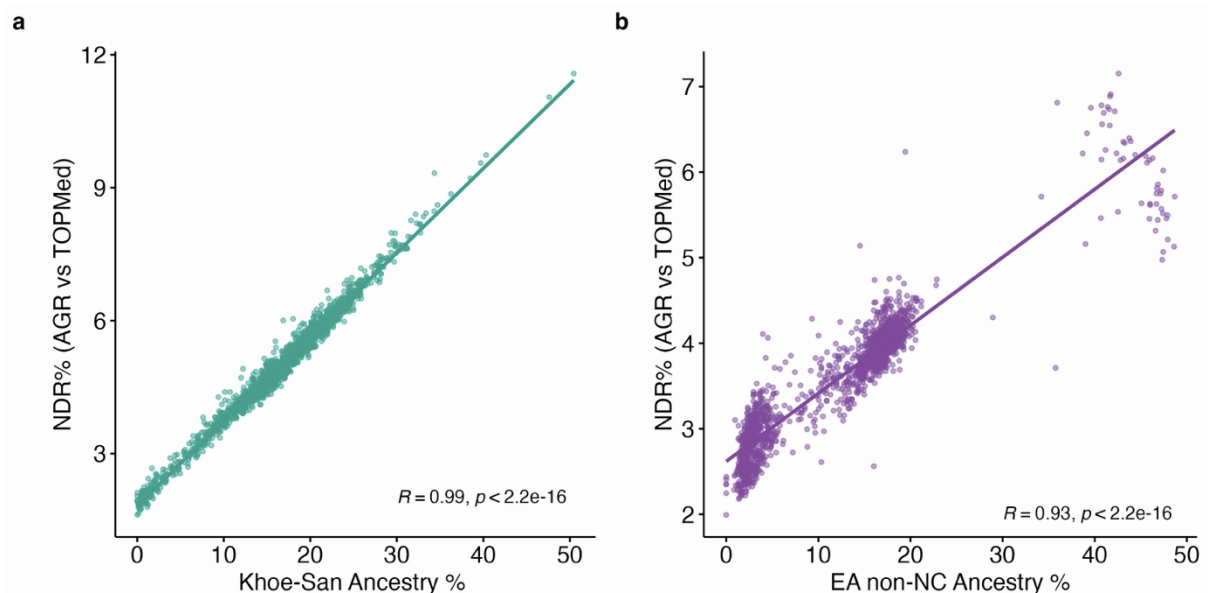 a
NDR% (AGR vs TOPMed)
12
9
6
3
R = 0.99, p < 2.2e-16
0 10 20 30 40 50
Khoe-San Ancestry %
b
NDR% (AGR vs TOPMed)
7
6
5
4
3
2
R = 0.93, p < 2.2e-16
0 10 20 30 40 50
EA non-NC Ancestry %